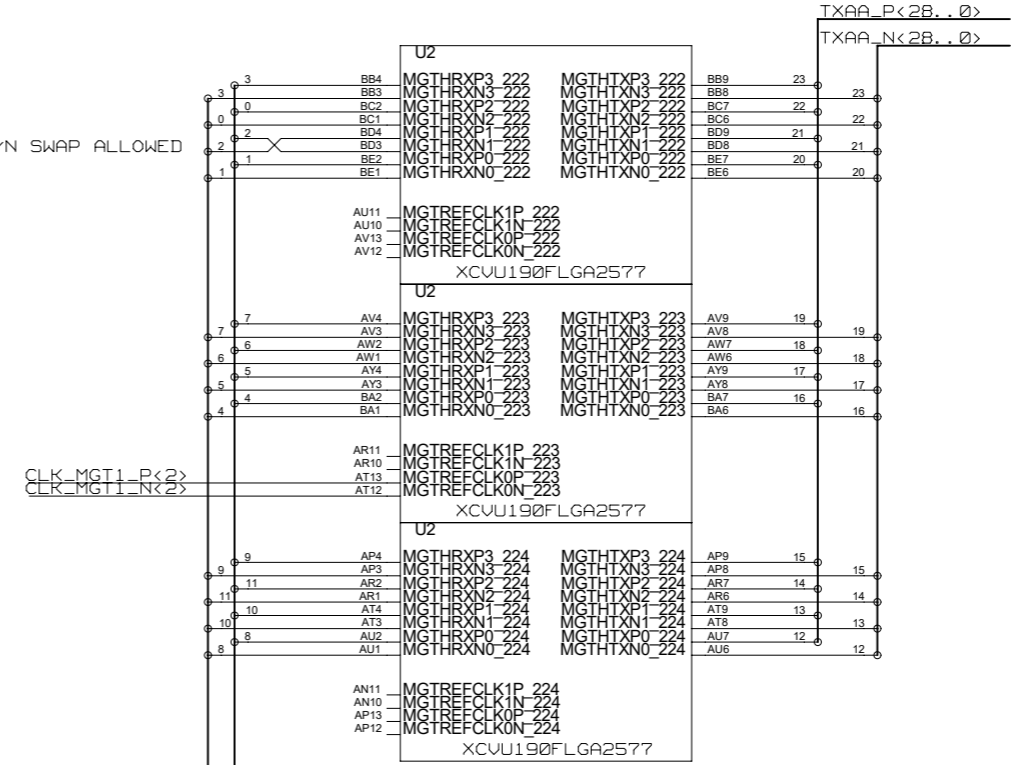 TXAA_P<28..0>
TXAA_N<28..0>
U2
3 BB4 MGTHRXP3_222 MGTHTXP3_222 BB9 23
3 BB3 MGTHRXN3_222 MGTHTXN3_222 BB8 23
0 BC2 MGTHRXP2_222 MGTHTXP2_222 BC7 22
0 BC1 MGTHRXN2_222 MGTHTXN2_222 BC6 22
2 BD4 MGTHRXP1_222 MGTHTXP1_222 BD9 21
N SWAP ALLOWED 2 BD3 MGTHRXN1_222 MGTHTXN1_222 BD8 21
1 BE2 MGTHRXP0_222 MGTHTXP0_222 BE7 20
1 BE1 MGTHRXN0_222 MGTHTXN0_222 BE6 20
AU11 MGTREFCLK1P_222
AU10 MGTREFCLK1N_222
AV13 MGTREFCLK0P_222
AV12 MGTREFCLK0N_222
XCVU190FLGA2577
U2
7 AV4 MGTHRXP3_223 MGTHTXP3_223 AV9 19
7 AV3 MGTHRXN3_223 MGTHTXN3_223 AV8 19
6 AW2 MGTHRXP2_223 MGTHTXP2_223 AW7 18
6 AW1 MGTHRXN2_223 MGTHTXN2_223 AW6 18
5 AY4 MGTHRXP1_223 MGTHTXP1_223 AY9 17
5 AY3 MGTHRXN1_223 MGTHTXN1_223 AY8 17
4 BA2 MGTHRXP0_223 MGTHTXP0_223 BA7 16
4 BA1 MGTHRXN0_223 MGTHTXN0_223 BA6 16
AR11 MGTREFCLK1P_223
AR10 MGTREFCLK1N_223
CLK_MGT1_P<2> AT13 MGTREFCLK0P_223
CLK_MGT1_N<2> AT12 MGTREFCLK0N_223
XCVU190FLGA2577
U2
9 AP4 MGTHRXP3_224 MGTHTXP3_224 AP9 15
9 AP3 MGTHRXN3_224 MGTHTXN3_224 AP8 15
11 AR2 MGTHRXP2_224 MGTHTXP2_224 AR7 14
11 AR1 MGTHRXN2_224 MGTHTXN2_224 AR6 14
10 AT4 MGTHRXP1_224 MGTHTXP1_224 AT9 13
10 AT3 MGTHRXN1_224 MGTHTXN1_224 AT8 13
8 AU2 MGTHRXP0_224 MGTHTXP0_224 AU7 12
8 AU1 MGTHRXN0_224 MGTHTXN0_224 AU6 12
AN11 MGTREFCLK1P_224
AN10 MGTREFCLK1N_224
AP13 MGTREFCLK0P_224
AP12 MGTREFCLK0N_224
XCVU190FLGA2577